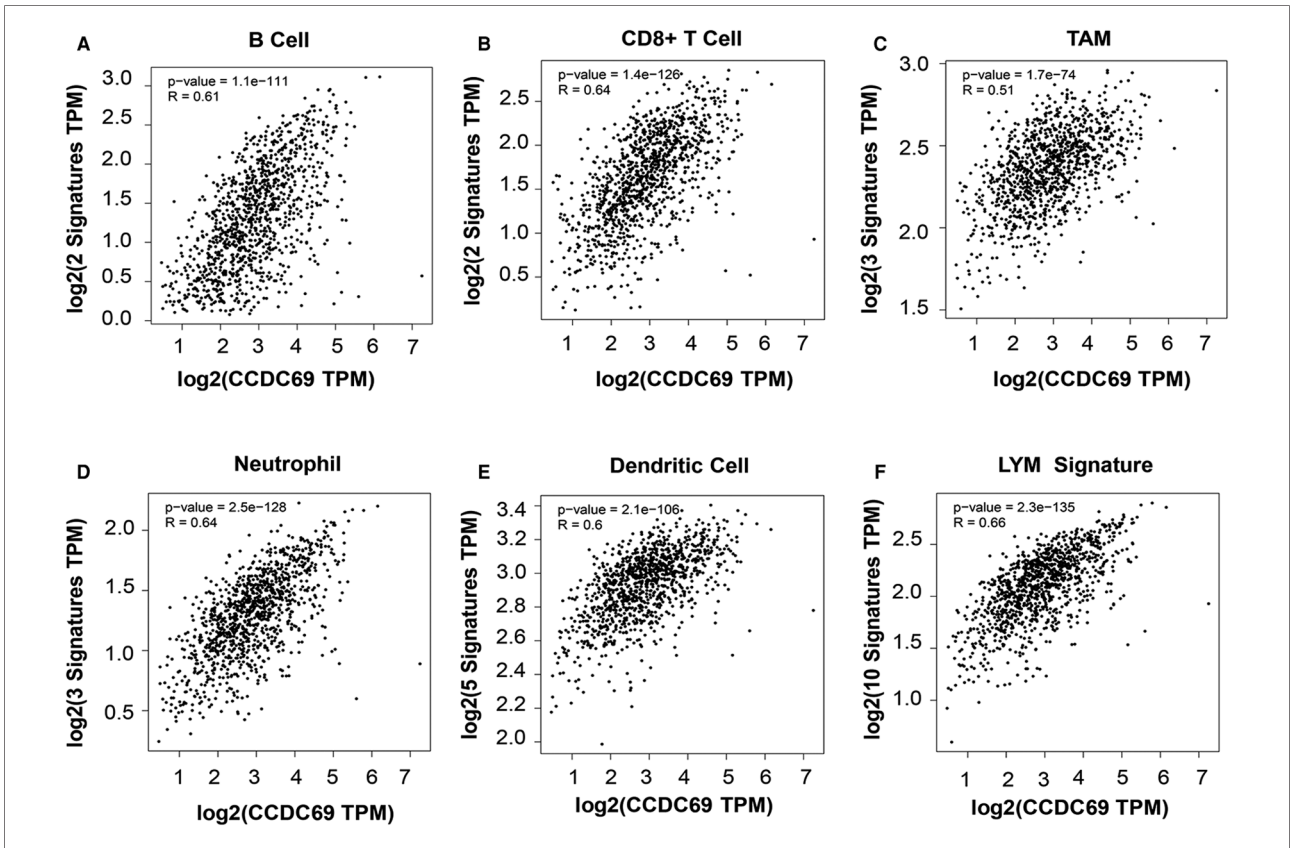 A
B Cell
p−value = 1.1e−111
R = 0.61
log2(2 Signatures TPM)
3.0
2.5
2.0
1.5
1.0
0.5
0.0
1 2 3 4 5 6 7
log2(CCDC69 TPM)
B
CD8+ T Cell
p−value = 1.4e−126
R = 0.64
log2(2 Signatures TPM)
2.5
2.0
1.5
1.0
0.5
1 2 3 4 5 6 7
log2(CCDC69 TPM)
C
TAM
p−value = 1.7e−74
R = 0.51
log2(3 Signatures TPM)
3.0
2.5
2.0
1.5
1 2 3 4 5 6 7
log2(CCDC69 TPM)
D
Neutrophil
p−value = 2.5e−128
R = 0.64
log2(3 Signatures TPM)
2.0
1.5
1.0
0.5
1 2 3 4 5 6 7
log2(CCDC69 TPM)
E
Dendritic Cell
p−value = 2.1e−106
R = 0.6
log2(5 Signatures TPM)
3.4
3.2
3.0
2.8
2.6
2.4
2.2
2.0
1 2 3 4 5 6 7
log2(CCDC69 TPM)
F
LYM Signature
p−value = 2.3e−135
R = 0.66
log2(10 Signatures TPM)
2.5
2.0
1.5
1.0
1 2 3 4 5 6 7
log2(CCDC69 TPM)